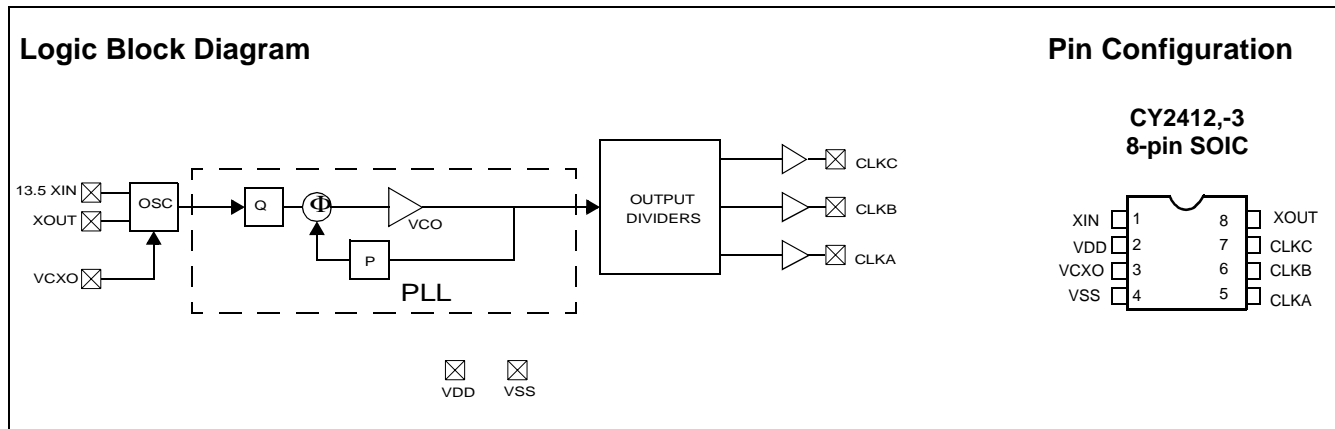 Logic Block Diagram
Pin Configuration
CY2412,-3
8-pin SOIC
13.5 XIN
XOUT
VCXO
OSC
Q
Φ
VCO
P
PLL
OUTPUT
DIVIDERS
CLKC
CLKB
CLKA
VDD
VSS
XIN 1 8 XOUT
VDD 2 7 CLKC
VCXO 3 6 CLKB
VSS 4 5 CLKA